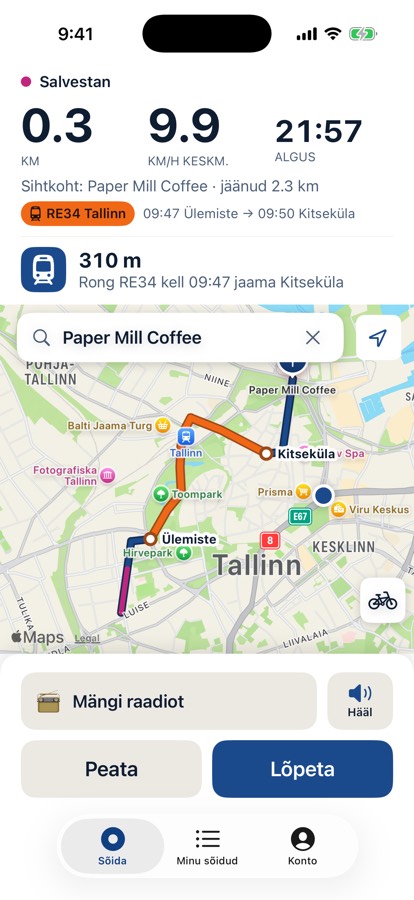 9:41
Salvestan
0.3
KM
9.9
KM/H KESKM.
21:57
ALGUS
Sihtkoht: Paper Mill Coffee · jäänud 2.3 km
RE34 Tallinn
09:47 Ülemiste → 09:50 Kitseküla
310 m
Rong RE34 kell 09:47 jaama Kitseküla
Paper Mill Coffee
POHJA-
TALLINN
NIINE
Paper Mill Coffee
Balti Jaama Turg
Tallinn
Kitseküla
v Spa
Fotografiska
Tallinn
Toompark
Prisma
E67
Viru Keskus
Ülemiste
Hirvepark
8
KESKLINN
Tallinn
TULIKA
LUISE
LIIVALAIA
Maps
Legal
Mängi raadiot
Hääl
Peata
Lõpeta
Sõida
Minu sõidud
Konto